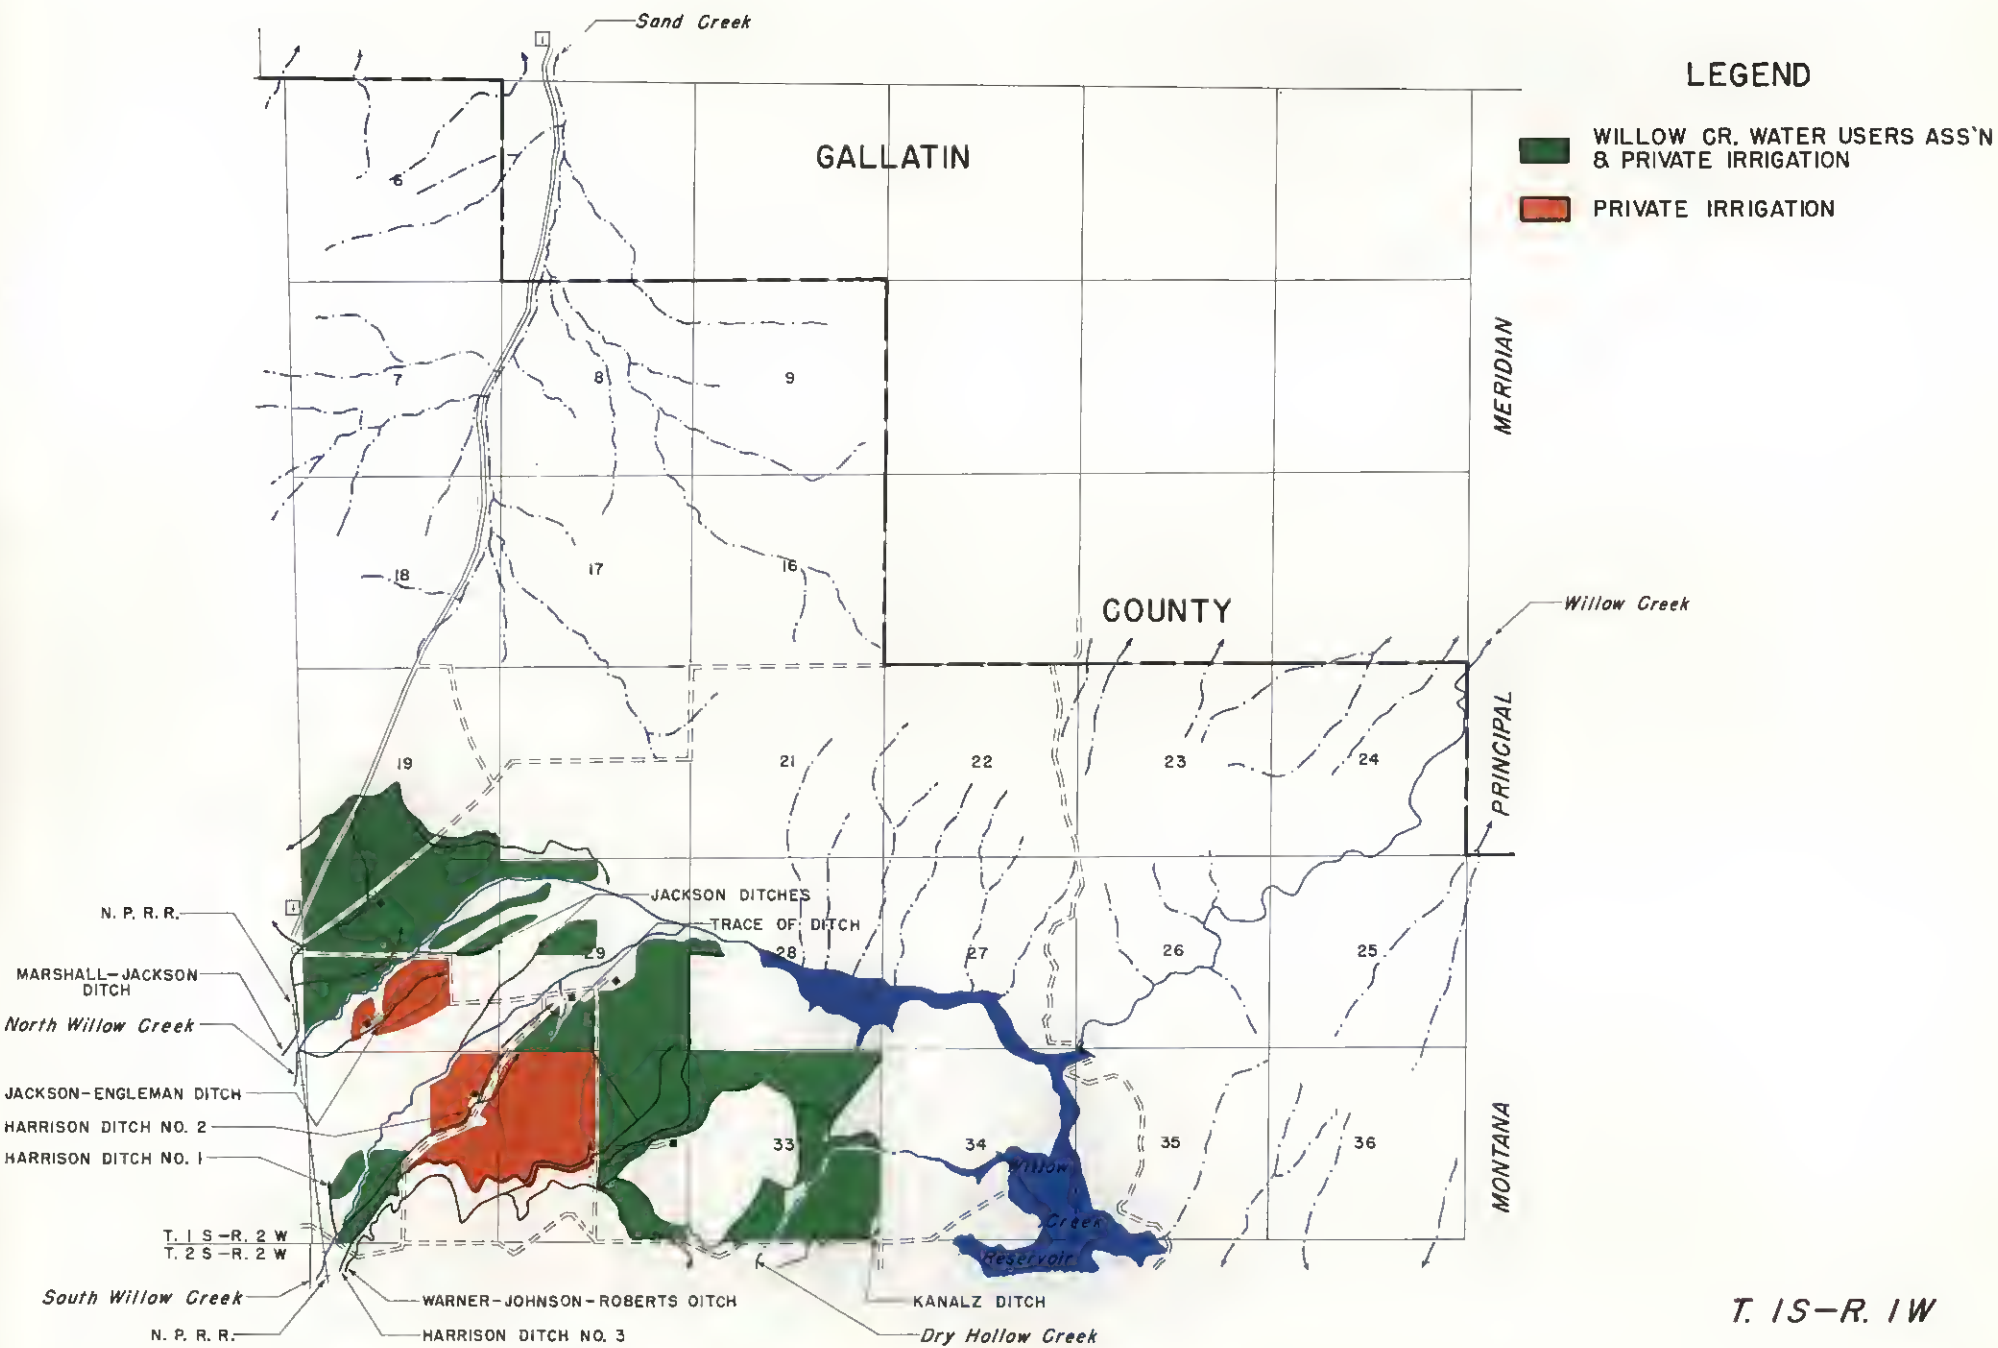 Sand Creek
1
LEGEND
WILLOW CR. WATER USERS ASS'N
& PRIVATE IRRIGATION
PRIVATE IRRIGATION
GALLATIN
6
MERIDIAN
7
8
9
18
17
16
COUNTY
Willow Creek
PRINCIPAL
19
21
22
23
24
JACKSON DITCHES
1
N. P. R. R.
TRACE OF DITCH
29
28
27
26
25
MARSHALL-JACKSON
DITCH
North Willow Creek
JACKSON-ENGLEMAN DITCH
HARRISON DITCH NO. 2
HARRISON DITCH NO. 1
33
34
35
36
MONTANA
Willow
Creek
Reservoir
T. 1 S-R. 2 W
T. 2 S-R. 2 W
South Willow Creek
WARNER-JOHNSON-ROBERTS DITCH
KANALZ DITCH
N. P. R. R.
HARRISON DITCH NO. 3
Dry Hollow Creek
T. 1S-R. 1W